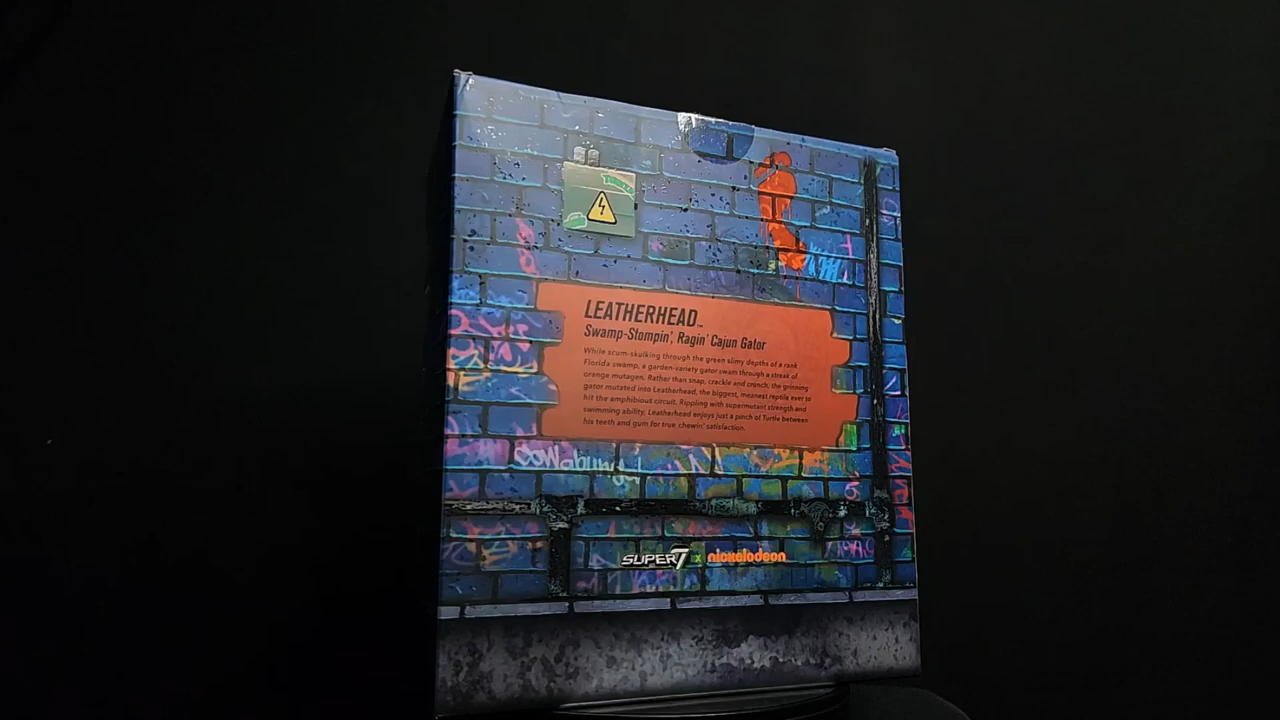 TURTLES
LEATHERHEAD™
Swamp-Stompin', Ragin' Cajun Gator
While scum-skulking through the green slimy depths of a rank
Florida swamp, a garden-variety gator swam through a streak of
orange mutagen. Rather than snap, crackle and crunch, the grinning
gator mutated into Leatherhead, the biggest, meanest reptile ever to
hit the amphibious circuit. Rippling with supermutant strength and
swimming ability, Leatherhead enjoys just a pinch of Turtle between
his teeth and gum for true chewin' satisfaction.
Cowabunga!
SUPER7 x nickelodeon